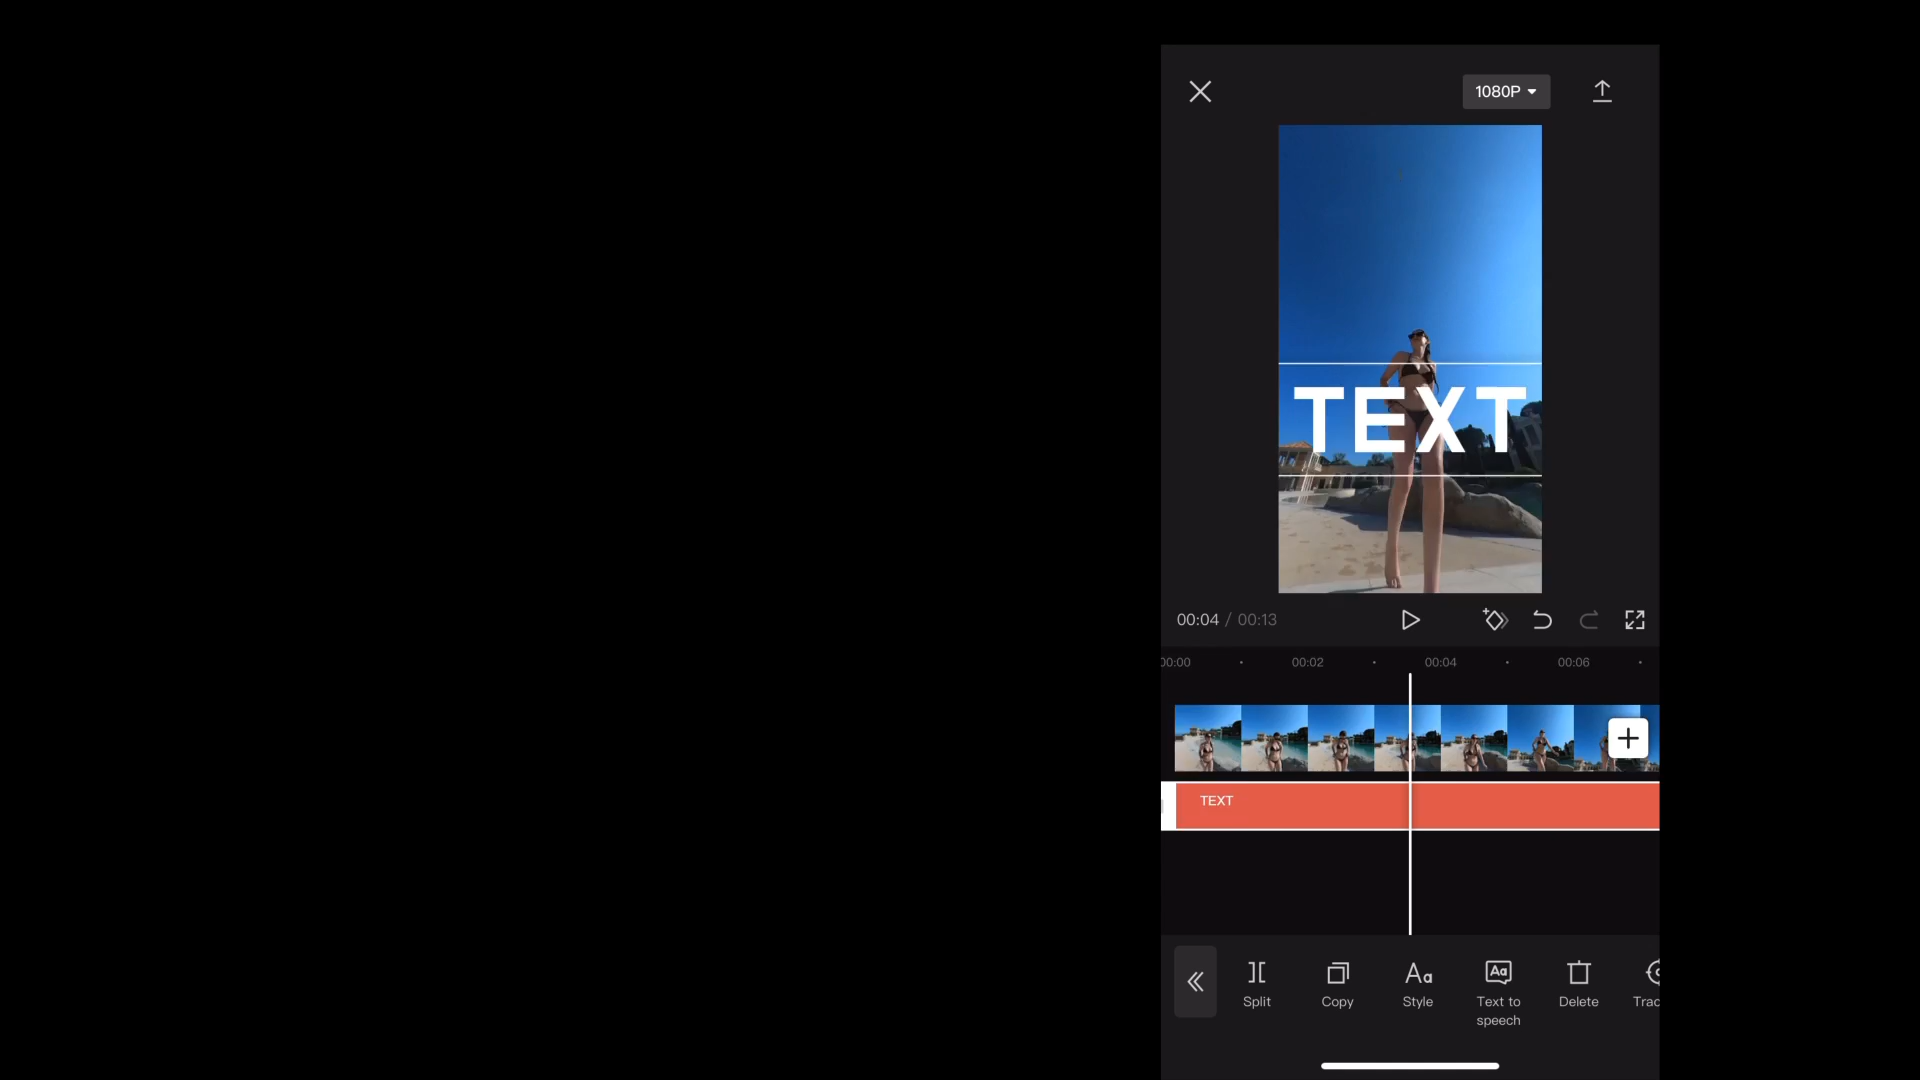 1080P
TEXT
00:04 / 00:13
00:00 00:02 00:04 00:06
TEXT
Split Copy Style Text to speech Delete Trac